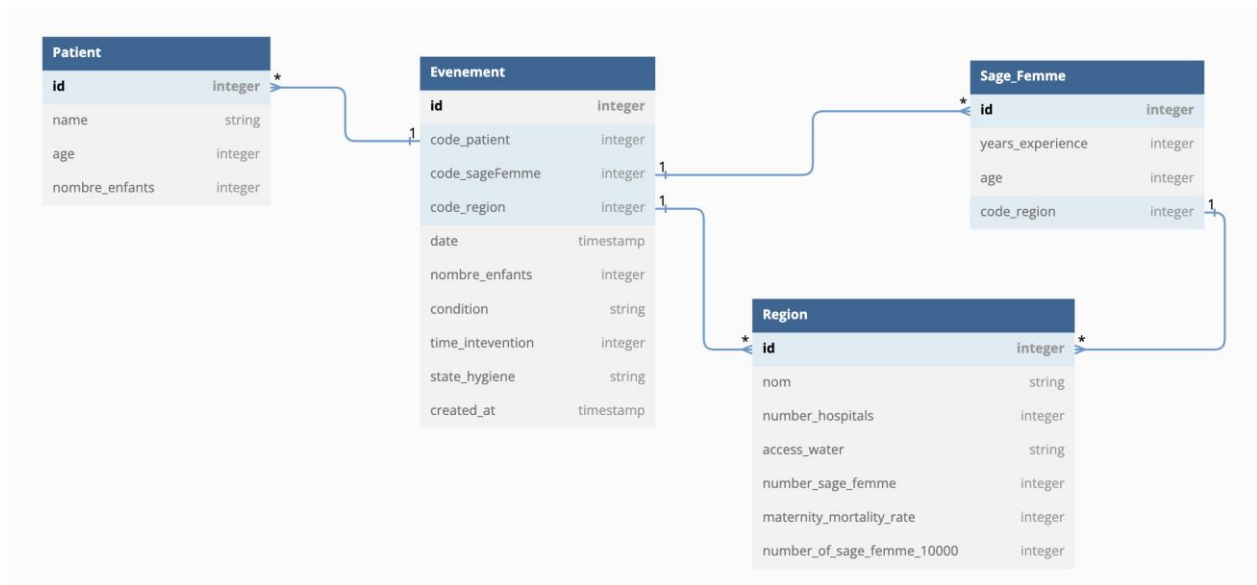 Patient
id integer
name string
age integer
nombre_enfants integer
*
1
Evenement
id integer
code_patient integer
code_sageFemme integer
code_region integer
date timestamp
nombre_enfants integer
condition string
time_intevention integer
state_hygiene string
created_at timestamp
1
1
*
Sage_Femme
id integer
years_experience integer
age integer
code_region integer
1
*
*
Region
id integer
nom string
number_hospitals integer
access_water string
number_sage_femme integer
maternity_mortality_rate integer
number_of_sage_femme_10000 integer